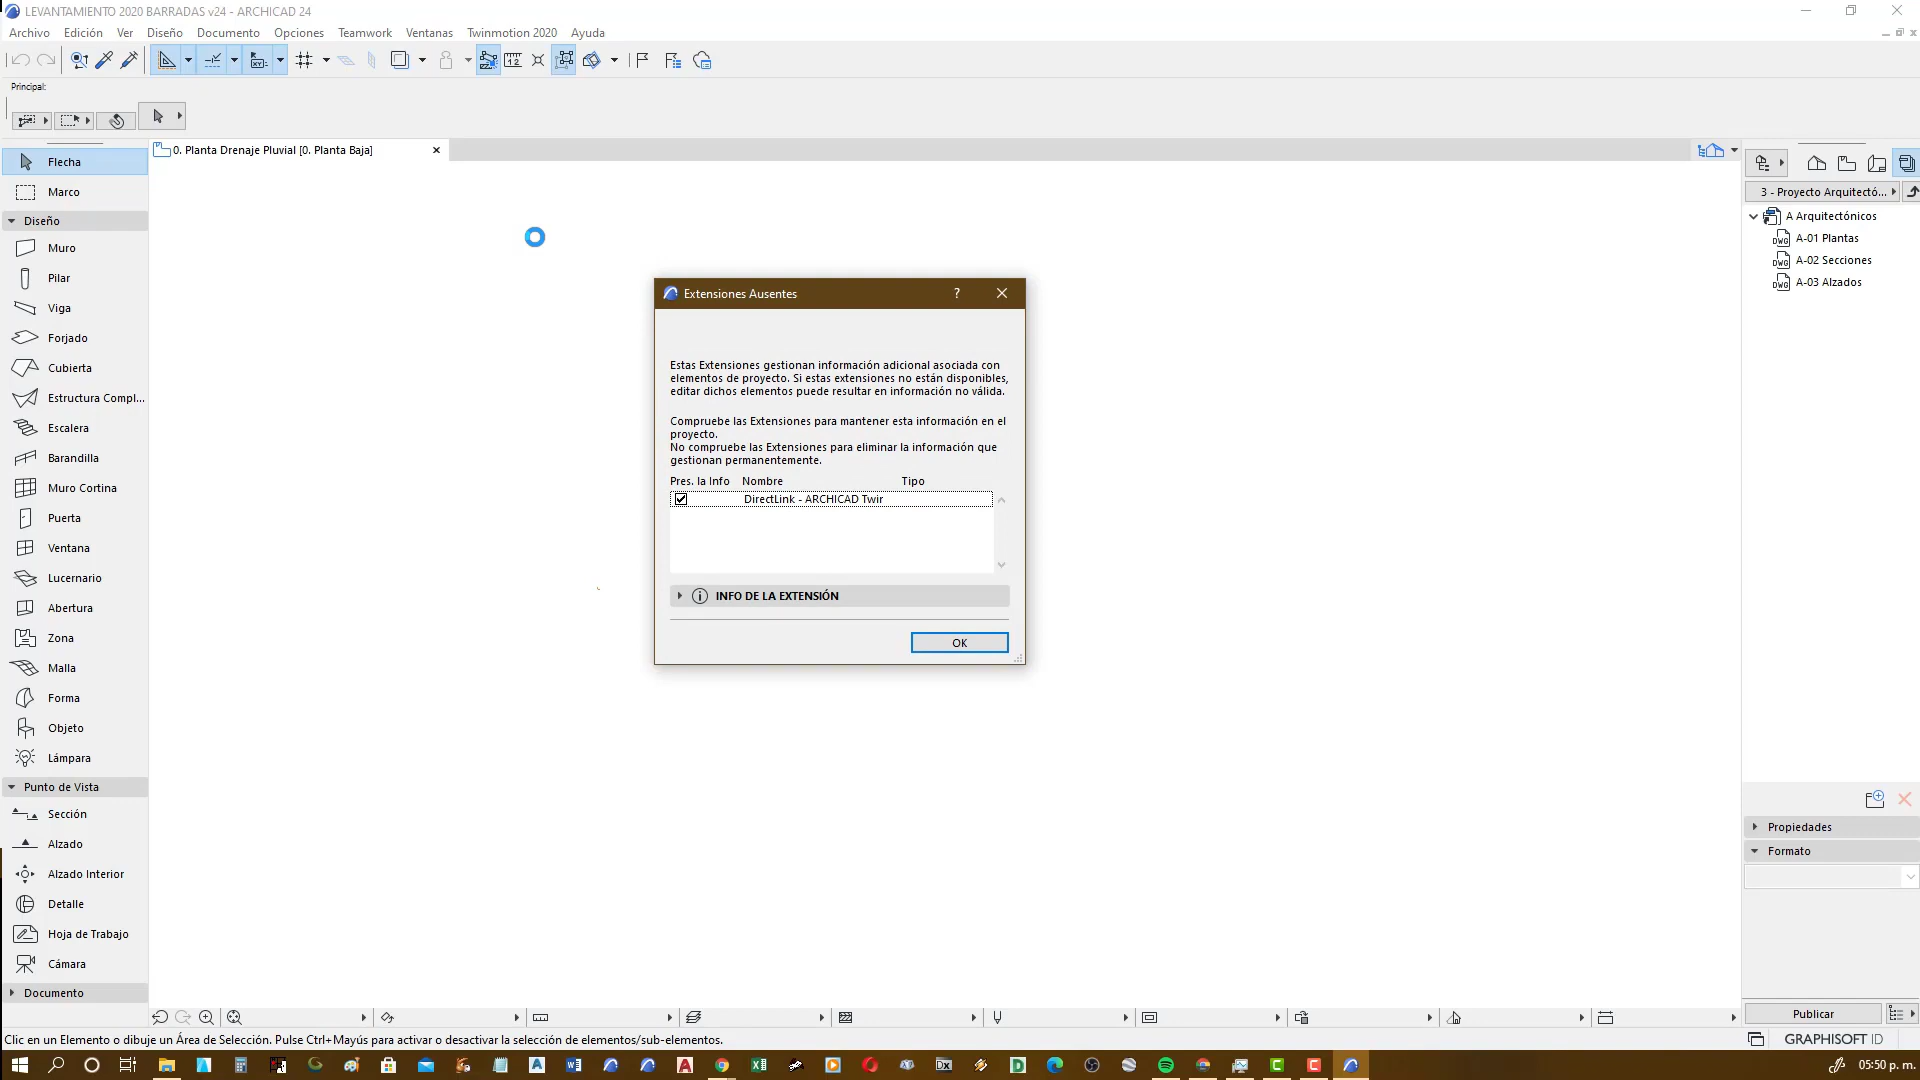 LEVANTAMIENTO 2020 BARRADAS v24 - ARCHICAD 24
Archivo Edición Ver Diseño Documento Opciones Teamwork Ventanas Twinmotion 2020 Ayuda
Principal:
0. Planta Drenaje Pluvial [0. Planta Baja]
Flecha
Marco
Diseño
Muro
Pilar
Viga
Forjado
Cubierta
Estructura Compl...
Escalera
Barandilla
Muro Cortina
Puerta
Ventana
Lucernario
Abertura
Zona
Malla
Forma
Objeto
Lámpara
Punto de Vista
Sección
Alzado
Alzado Interior
Detalle
Hoja de Trabajo
Cámara
Documento
Extensiones Ausentes
Estas Extensiones gestionan información adicional asociada con
elementos de proyecto. Si estas extensiones no están disponibles,
editar dichos elementos puede resultar en información no válida.
Compruebe las Extensiones para mantener esta información en el
proyecto.
No compruebe las Extensiones para eliminar la información que
gestionan permanentemente.
Pres. la Info Nombre Tipo
DirectLink - ARCHICAD Twir
INFO DE LA EXTENSIÓN
OK
3 - Proyecto Arquitectó...
A Arquitectónicos
A-01 Plantas
A-02 Secciones
A-03 Alzados
Propiedades
Formato
Publicar
Clic en un Elemento o dibuje un Área de Selección. Pulse Ctrl+Mayús para activar o desactivar la selección de elementos/sub-elementos.
GRAPHISOFT ID
05:50 p. m.